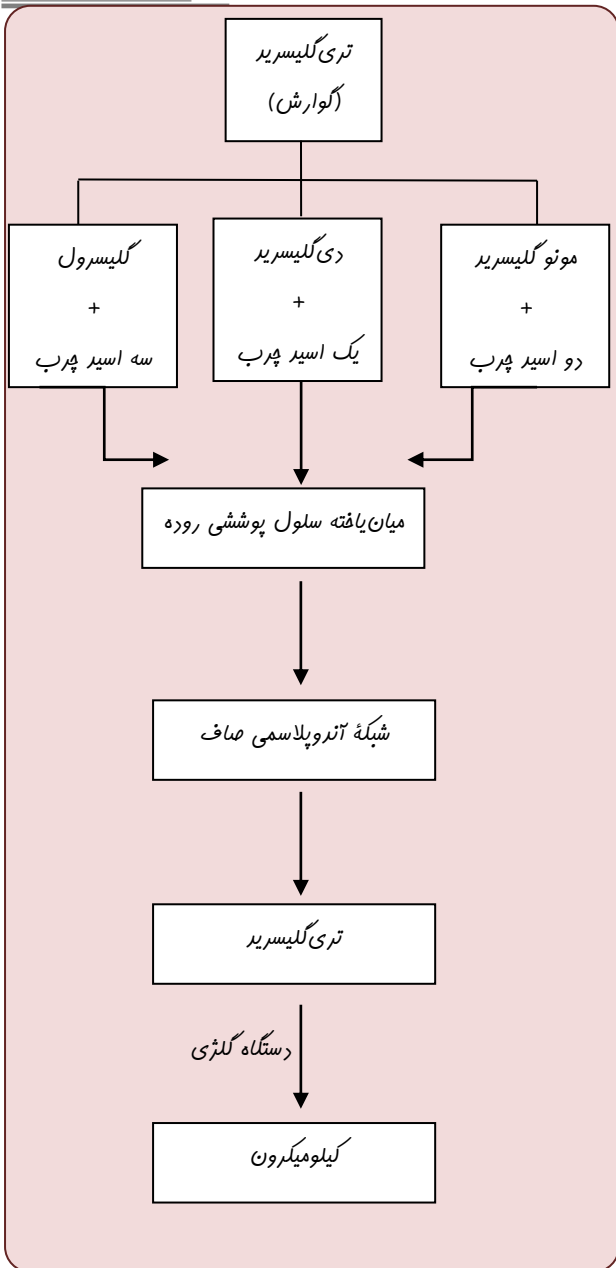 تری‌گلیسرید
(گوارش)
مونو گلیسرید
+
دو اسید چرب
دی‌گلیسرید
+
یک اسید چرب
گلیسرول
+
سه اسید چرب
میان‌یافته سلول پوششی روده
شبکهٔ آندوپلاسمی صاف
تری‌گلیسرید
دستگاه گلژی
کیلومیکرون